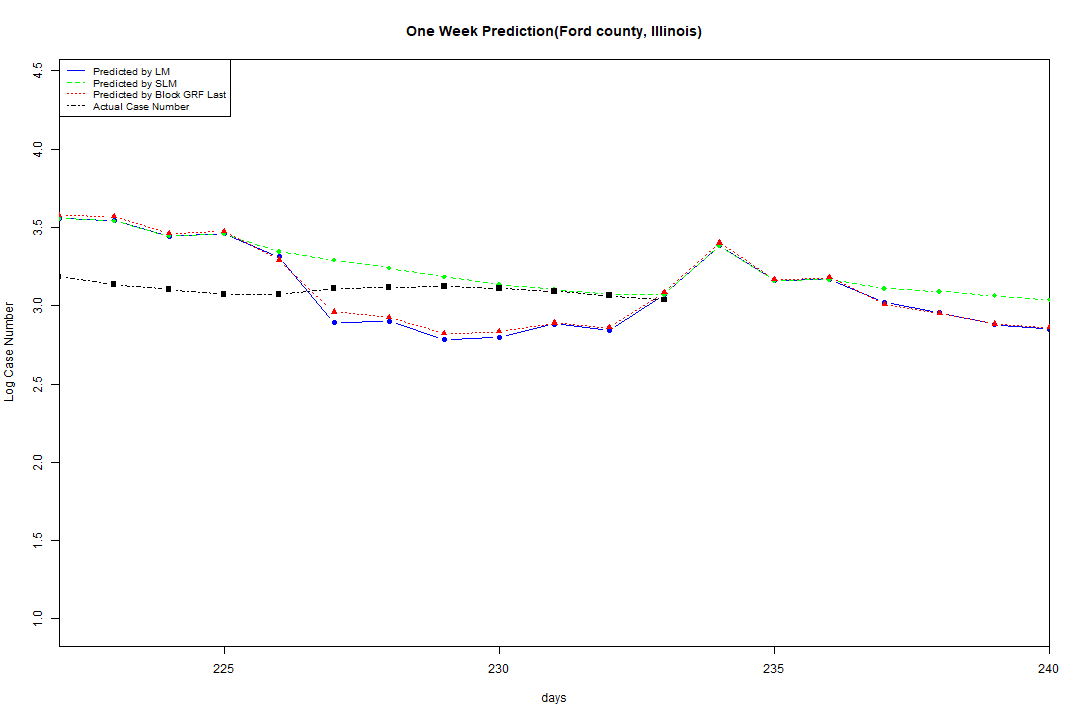 One Week Prediction(Ford county, Illinois)
Predicted by LM
Predicted by SLM
Predicted by Block GRF Last
Actual Case Number
4.5
4.0
3.5
3.0
2.5
2.0
1.5
1.0
Log Case Number
225 230 235 240
days